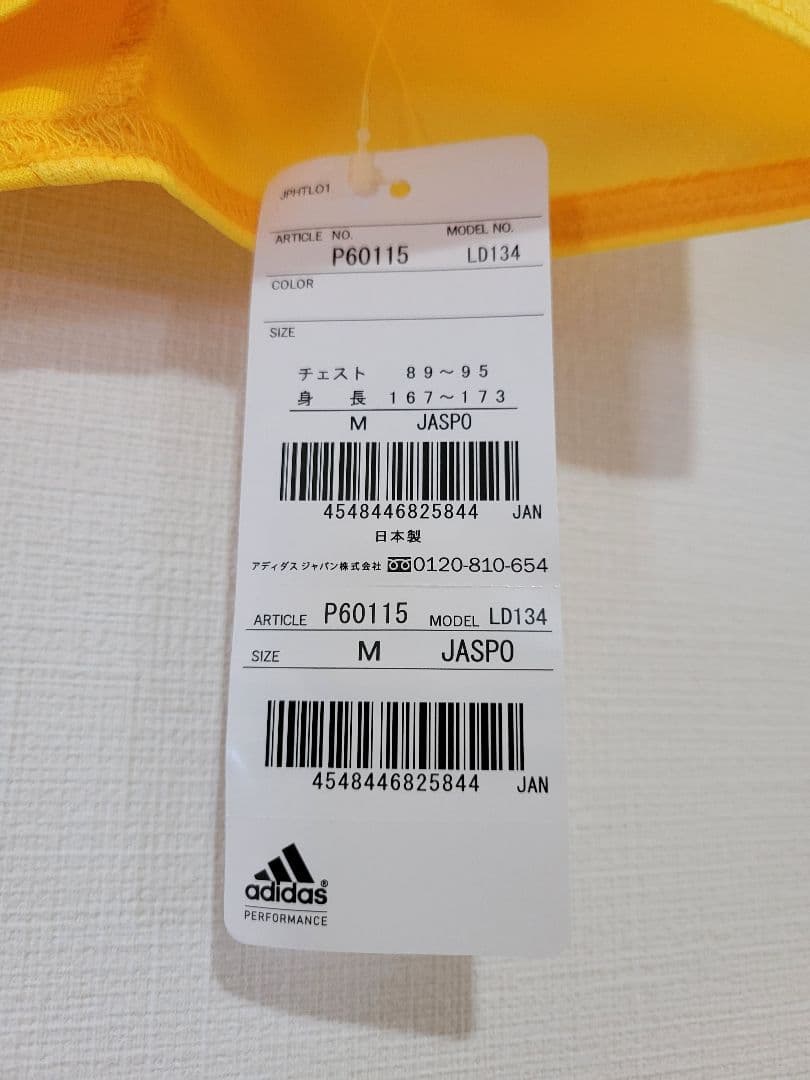 JPHTLO1
ARTICLE NO. MODEL NO.
P60115 LD134
COLOR
SIZE
チェスト 89～95
身長 167～173
M JASPO
4548446825844 JAN
日本製
アディダス ジャパン株式会社 0120-810-654
ARTICLE P60115 MODEL LD134
SIZE M JASPO
4548446825844 JAN
adidas®
PERFORMANCE